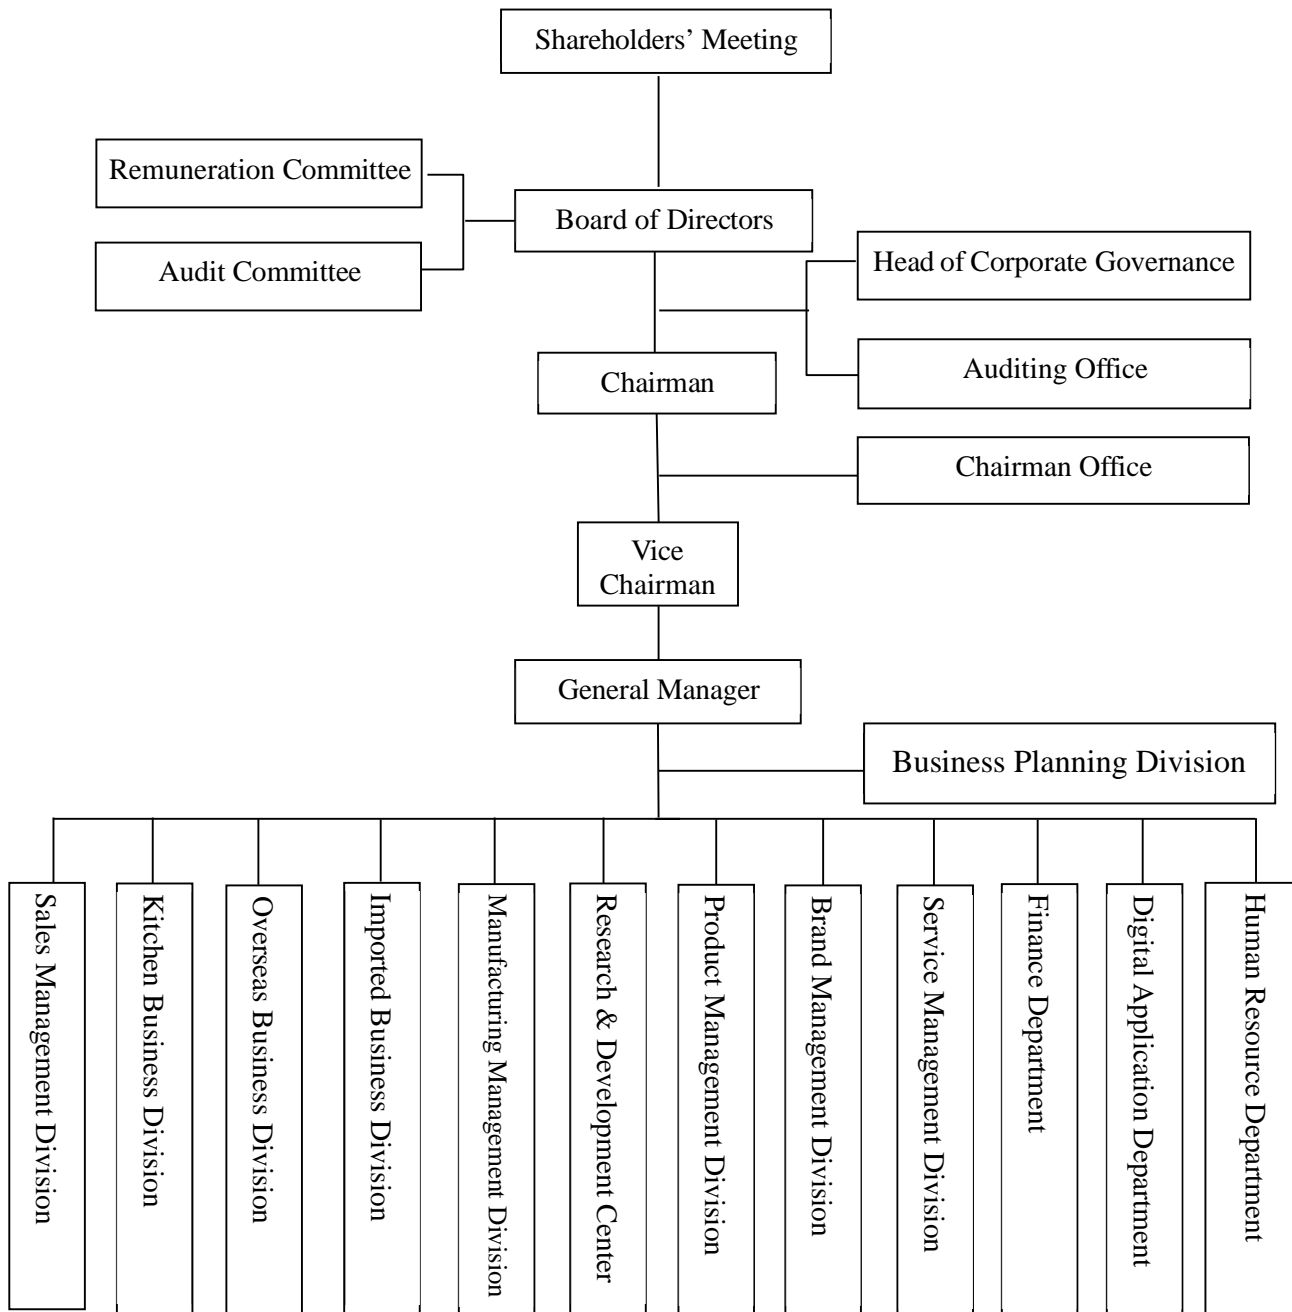 Shareholders’ Meeting
Remuneration Committee
Board of Directors
Audit Committee
Head of Corporate Governance
Auditing Office
Chairman
Chairman Office
Vice
Chairman
General Manager
Business Planning Division
Sales Management Division
Kitchen Business Division
Overseas Business Division
Imported Business Division
Manufacturing Management Division
Research & Development Center
Product Management Division
Brand Management Division
Service Management Division
Finance Department
Digital Application Department
Human Resource Department